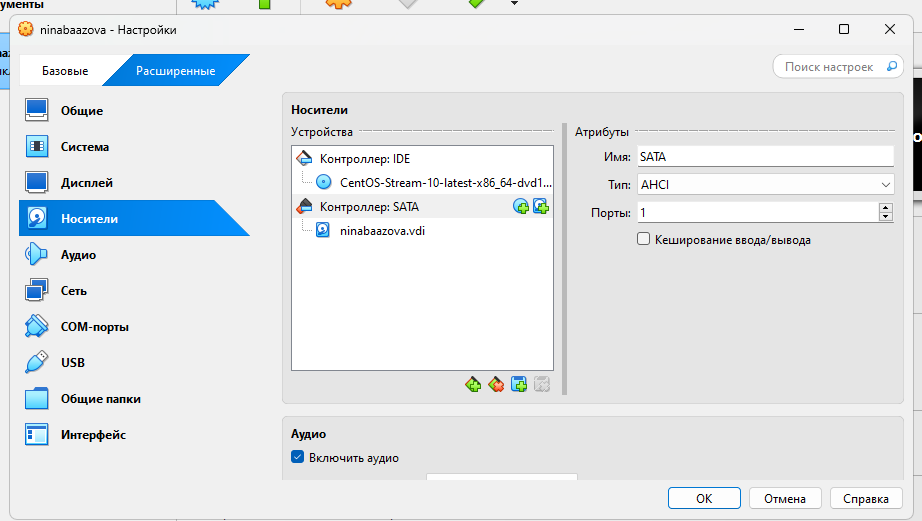 ументы
ninabaazova - Настройки
Базовые
Расширенные
Поиск настроек
Общие
Система
Дисплей
Носители
Аудио
Сеть
COM-порты
USB
Общие папки
Интерфейс
Носители
Устройства
Контроллер: IDE
CentOS-Stream-10-latest-x86_64-dvd1...
Контроллер: SATA
ninabaazova.vdi
Атрибуты
Имя: SATA
Тип: AHCI
Порты: 1
Кеширование ввода/вывода
Аудио
Включить аудио
OK
Отмена
Справка